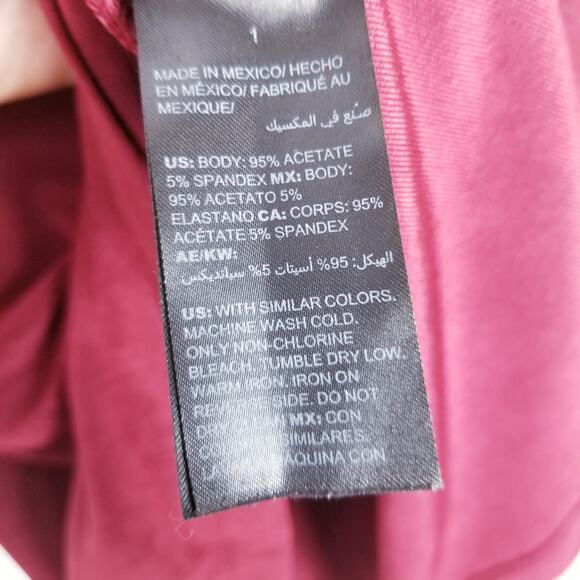 1
MADE IN MEXICO/ HECHO
EN MÉXICO/ FABRIQUÉ AU
MEXIQUE/
صنع في المكسيك
US: BODY: 95% ACETATE
5% SPANDEX MX: BODY:
95% ACETATO 5%
ELASTANO CA: CORPS: 95%
ACÉTATE 5% SPANDEX
AE/KW:
الهيكل: 95% أسيتات 5% سبانديكس
US: WITH SIMILAR COLORS.
MACHINE WASH COLD.
ONLY NON-CHLORINE
BLEACH. TUMBLE DRY LOW.
WARM IRON. IRON ON
SIDE. DO NOT
MX: CON
SIMILARES.
CON